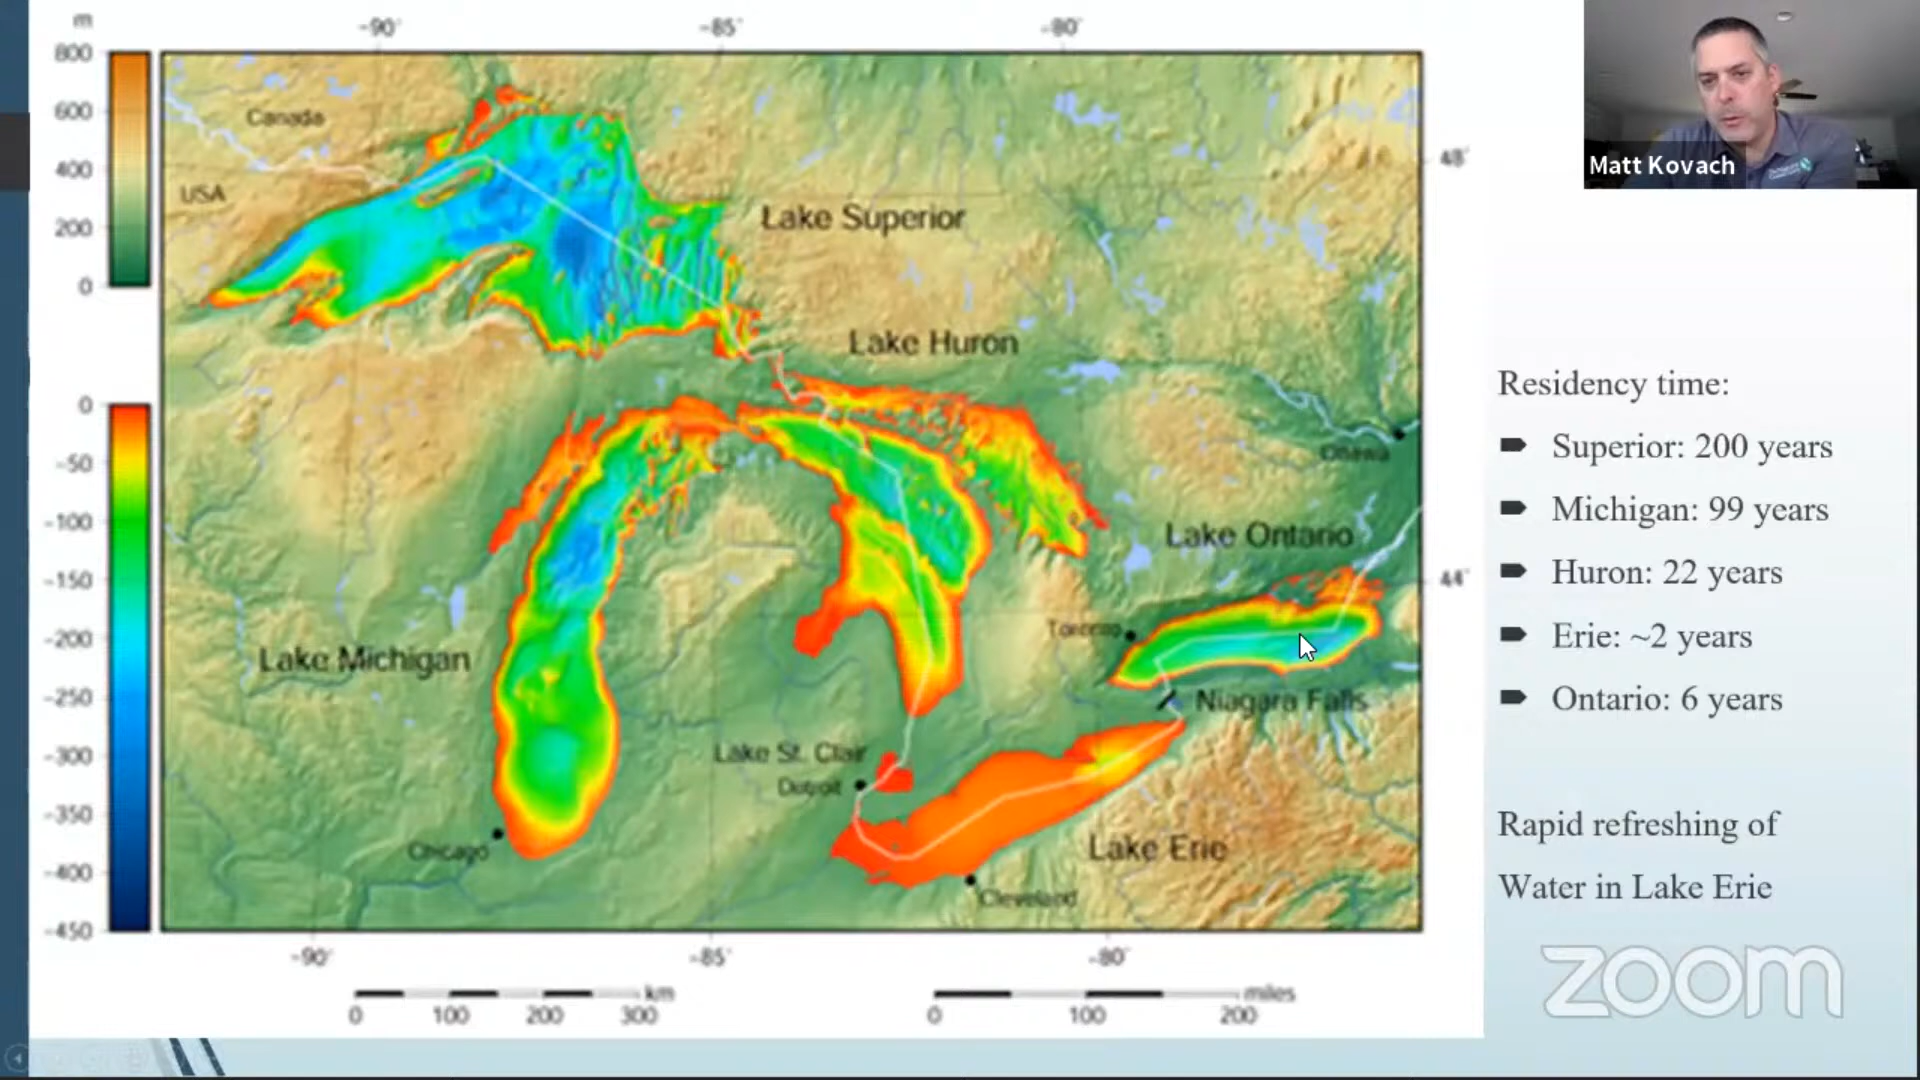 m
-90°
-85°
-80°
800
600
400
200
0
0
-50
-100
-150
-200
-250
-300
-350
-400
-450
Canada
USA
Lake Superior
48°
Lake Huron
Ottawa
Lake Ontario
44°
Toronto
Lake Michigan
Niagara Falls
Lake St. Clair
Detroit
Chicago
Lake Erie
Cleveland
-90°
-85°
-80°
km
0 100 200 300
miles
0 100 200
Matt Kovach
Residency time:
Superior: 200 years
Michigan: 99 years
Huron: 22 years
Erie: ~2 years
Ontario: 6 years
Rapid refreshing of
Water in Lake Erie
zoom